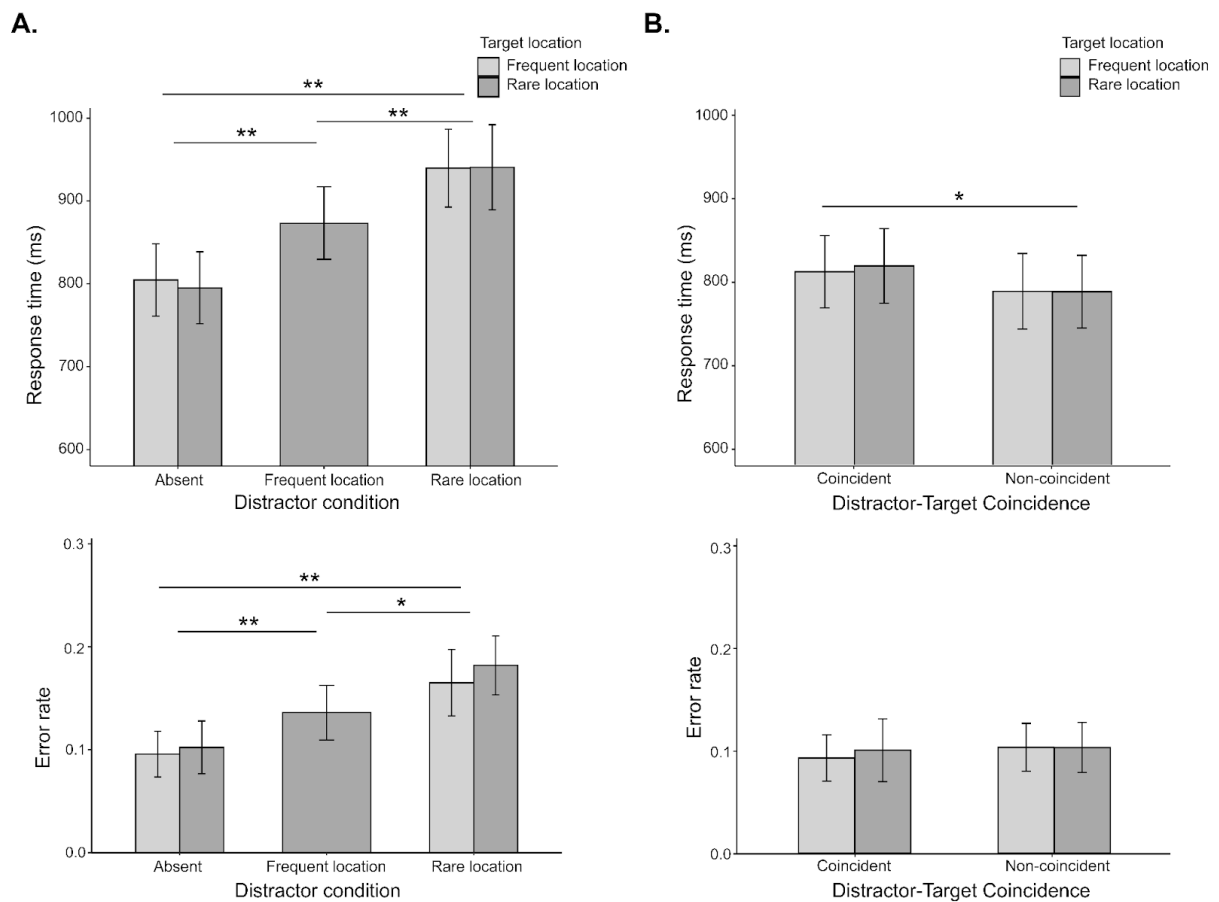 A.
Target location
Frequent location
Rare location
**
**
**
1000
900
800
700
600
Response time (ms)
Absent
Frequent location
Rare location
Distractor condition
0.3
0.2
0.1
0.0
Error rate
**
**
*
Absent
Frequent location
Rare location
Distractor condition
B.
Target location
Frequent location
Rare location
1000
900
800
700
600
Response time (ms)
*
Coincident
Non-coincident
Distractor-Target Coincidence
0.3
0.2
0.1
0.0
Error rate
Coincident
Non-coincident
Distractor-Target Coincidence